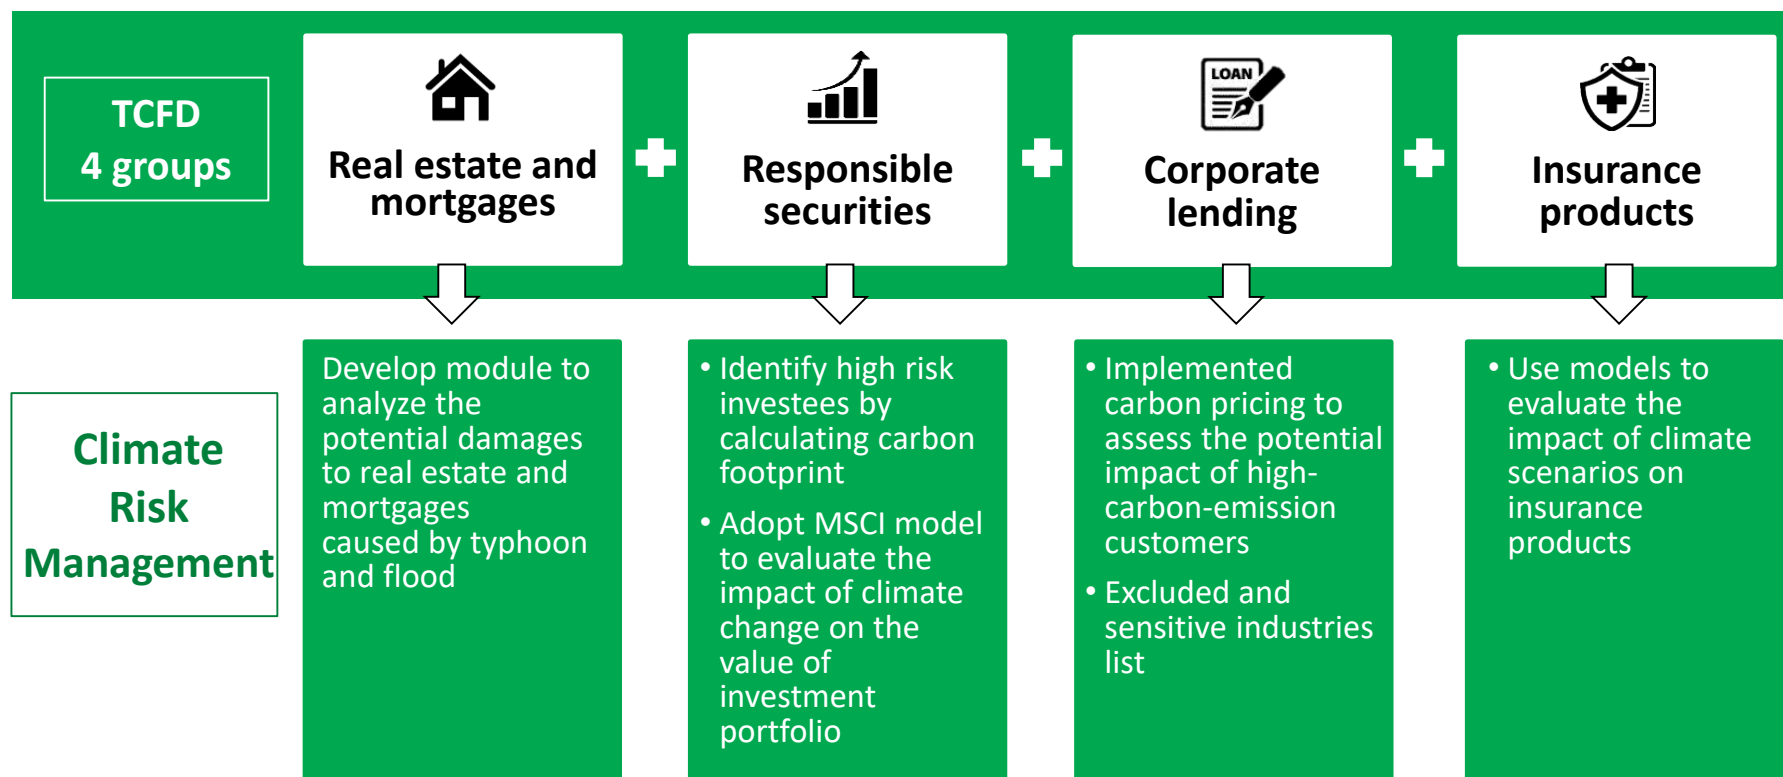 TCFD
4 groups
Real estate and
mortgages
Responsible
securities
LOAN
Corporate
lending
Insurance
products
Climate
Risk
Management
Develop module to
analyze the
potential damages
to real estate and
mortgages
caused by typhoon
and flood
• Identify high risk
investees by
calculating carbon
footprint
• Adopt MSCI model
to evaluate the
impact of climate
change on the
value of
investment
portfolio
• Implemented
carbon pricing to
assess the potential
impact of high-
carbon-emission
customers
• Excluded and
sensitive industries
list
• Use models to
evaluate the
impact of climate
scenarios on
insurance
products